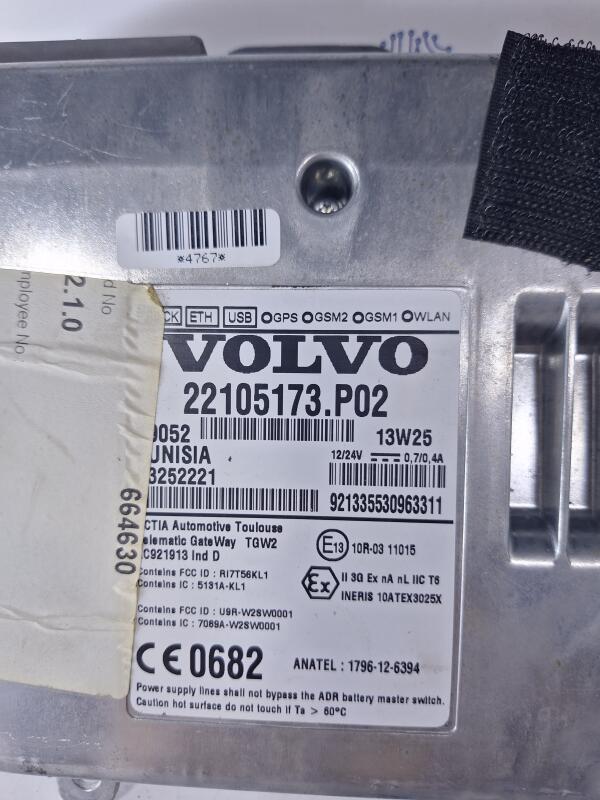 *4767*
d No
2.1.0
mployee No.
664630
CK ETH USB GPS GSM2 GSM1 WLAN
VOLVO
22105173.P02
9052 13W25
UNISIA 12/24V 0,7/0,4A
3252221
921335530963311
CTIA Automotive Toulouse
elematic GateWay TGW2
C921913 Ind D
Contains FCC ID : RI7T56KL1
Contains IC : 5131A-KL1
Contains FCC ID : U9R-W2SW0001
Contains IC : 7089A-W2SW0001
E13 10R-03 11015
Ex II 3G Ex nA nL IIC T6
INERIS 10ATEX3025X
CE 0682 ANATEL : 1796-12-6394
Power supply lines shall not bypass the ADR battery master switch.
Caution hot surface do not touch if Ta > 60°C